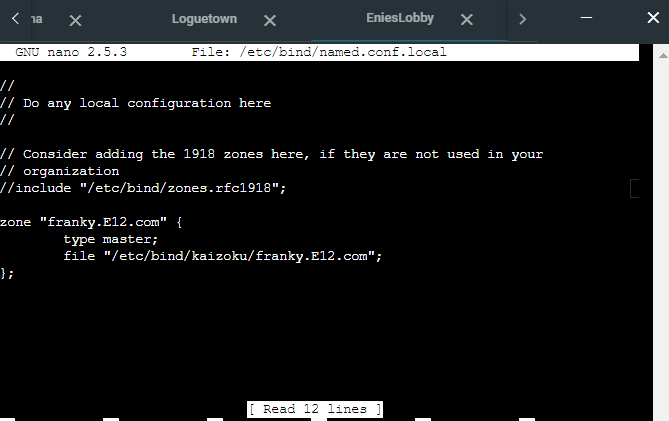 na Loguetown EniesLobby
GNU nano 2.5.3 File: /etc/bind/named.conf.local
//
// Do any local configuration here
//
// Consider adding the 1918 zones here, if they are not used in your
// organization
//include "/etc/bind/zones.rfc1918";
zone "franky.E12.com" {
type master;
file "/etc/bind/kaizoku/franky.E12.com";
};
[ Read 12 lines ]